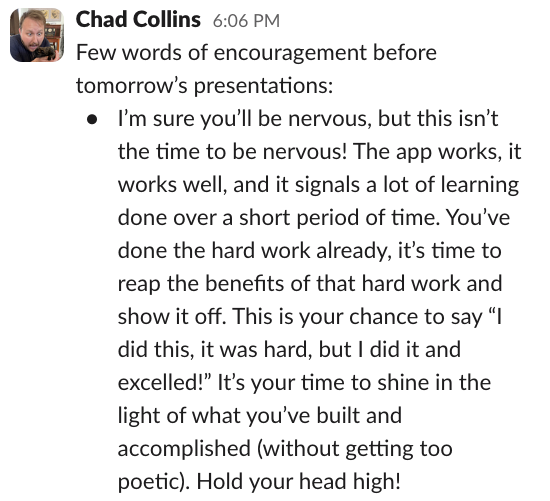 Chad Collins 6:06 PM
Few words of encouragement before
tomorrow’s presentations:
● I’m sure you’ll be nervous, but this isn’t
the time to be nervous! The app works, it
works well, and it signals a lot of learning
done over a short period of time. You’ve
done the hard work already, it’s time to
reap the benefits of that hard work and
show it off. This is your chance to say “I
did this, it was hard, but I did it and
excelled!” It’s your time to shine in the
light of what you’ve built and
accomplished (without getting too
poetic). Hold your head high!